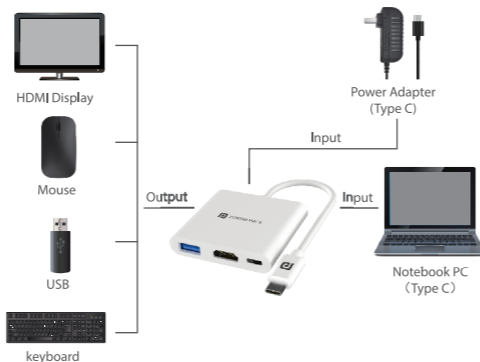 HDMI Display
Mouse
USB
keyboard
Output
Input
Power Adapter
(Type C)
Input
Notebook PC
(Type C)